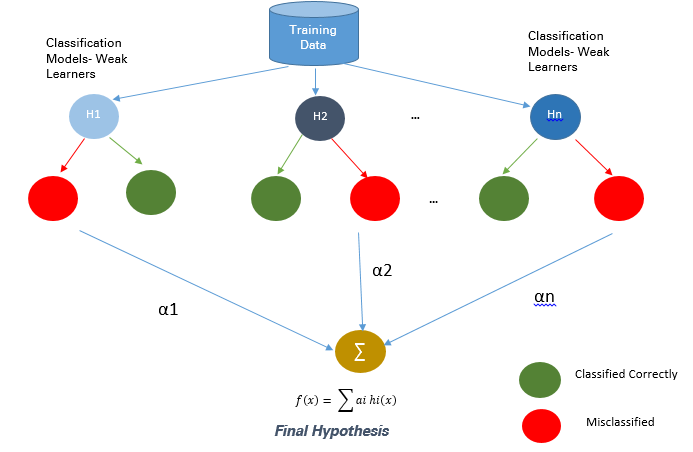 Training
Data
Classification
Models- Weak
Learners
Classification
Models- Weak
Learners
H1
H2
...
Hn
...
α1
α2
αn
∑
f(x) = ∑ ai hi(x)
Final Hypothesis
Classified Correctly
Misclassified